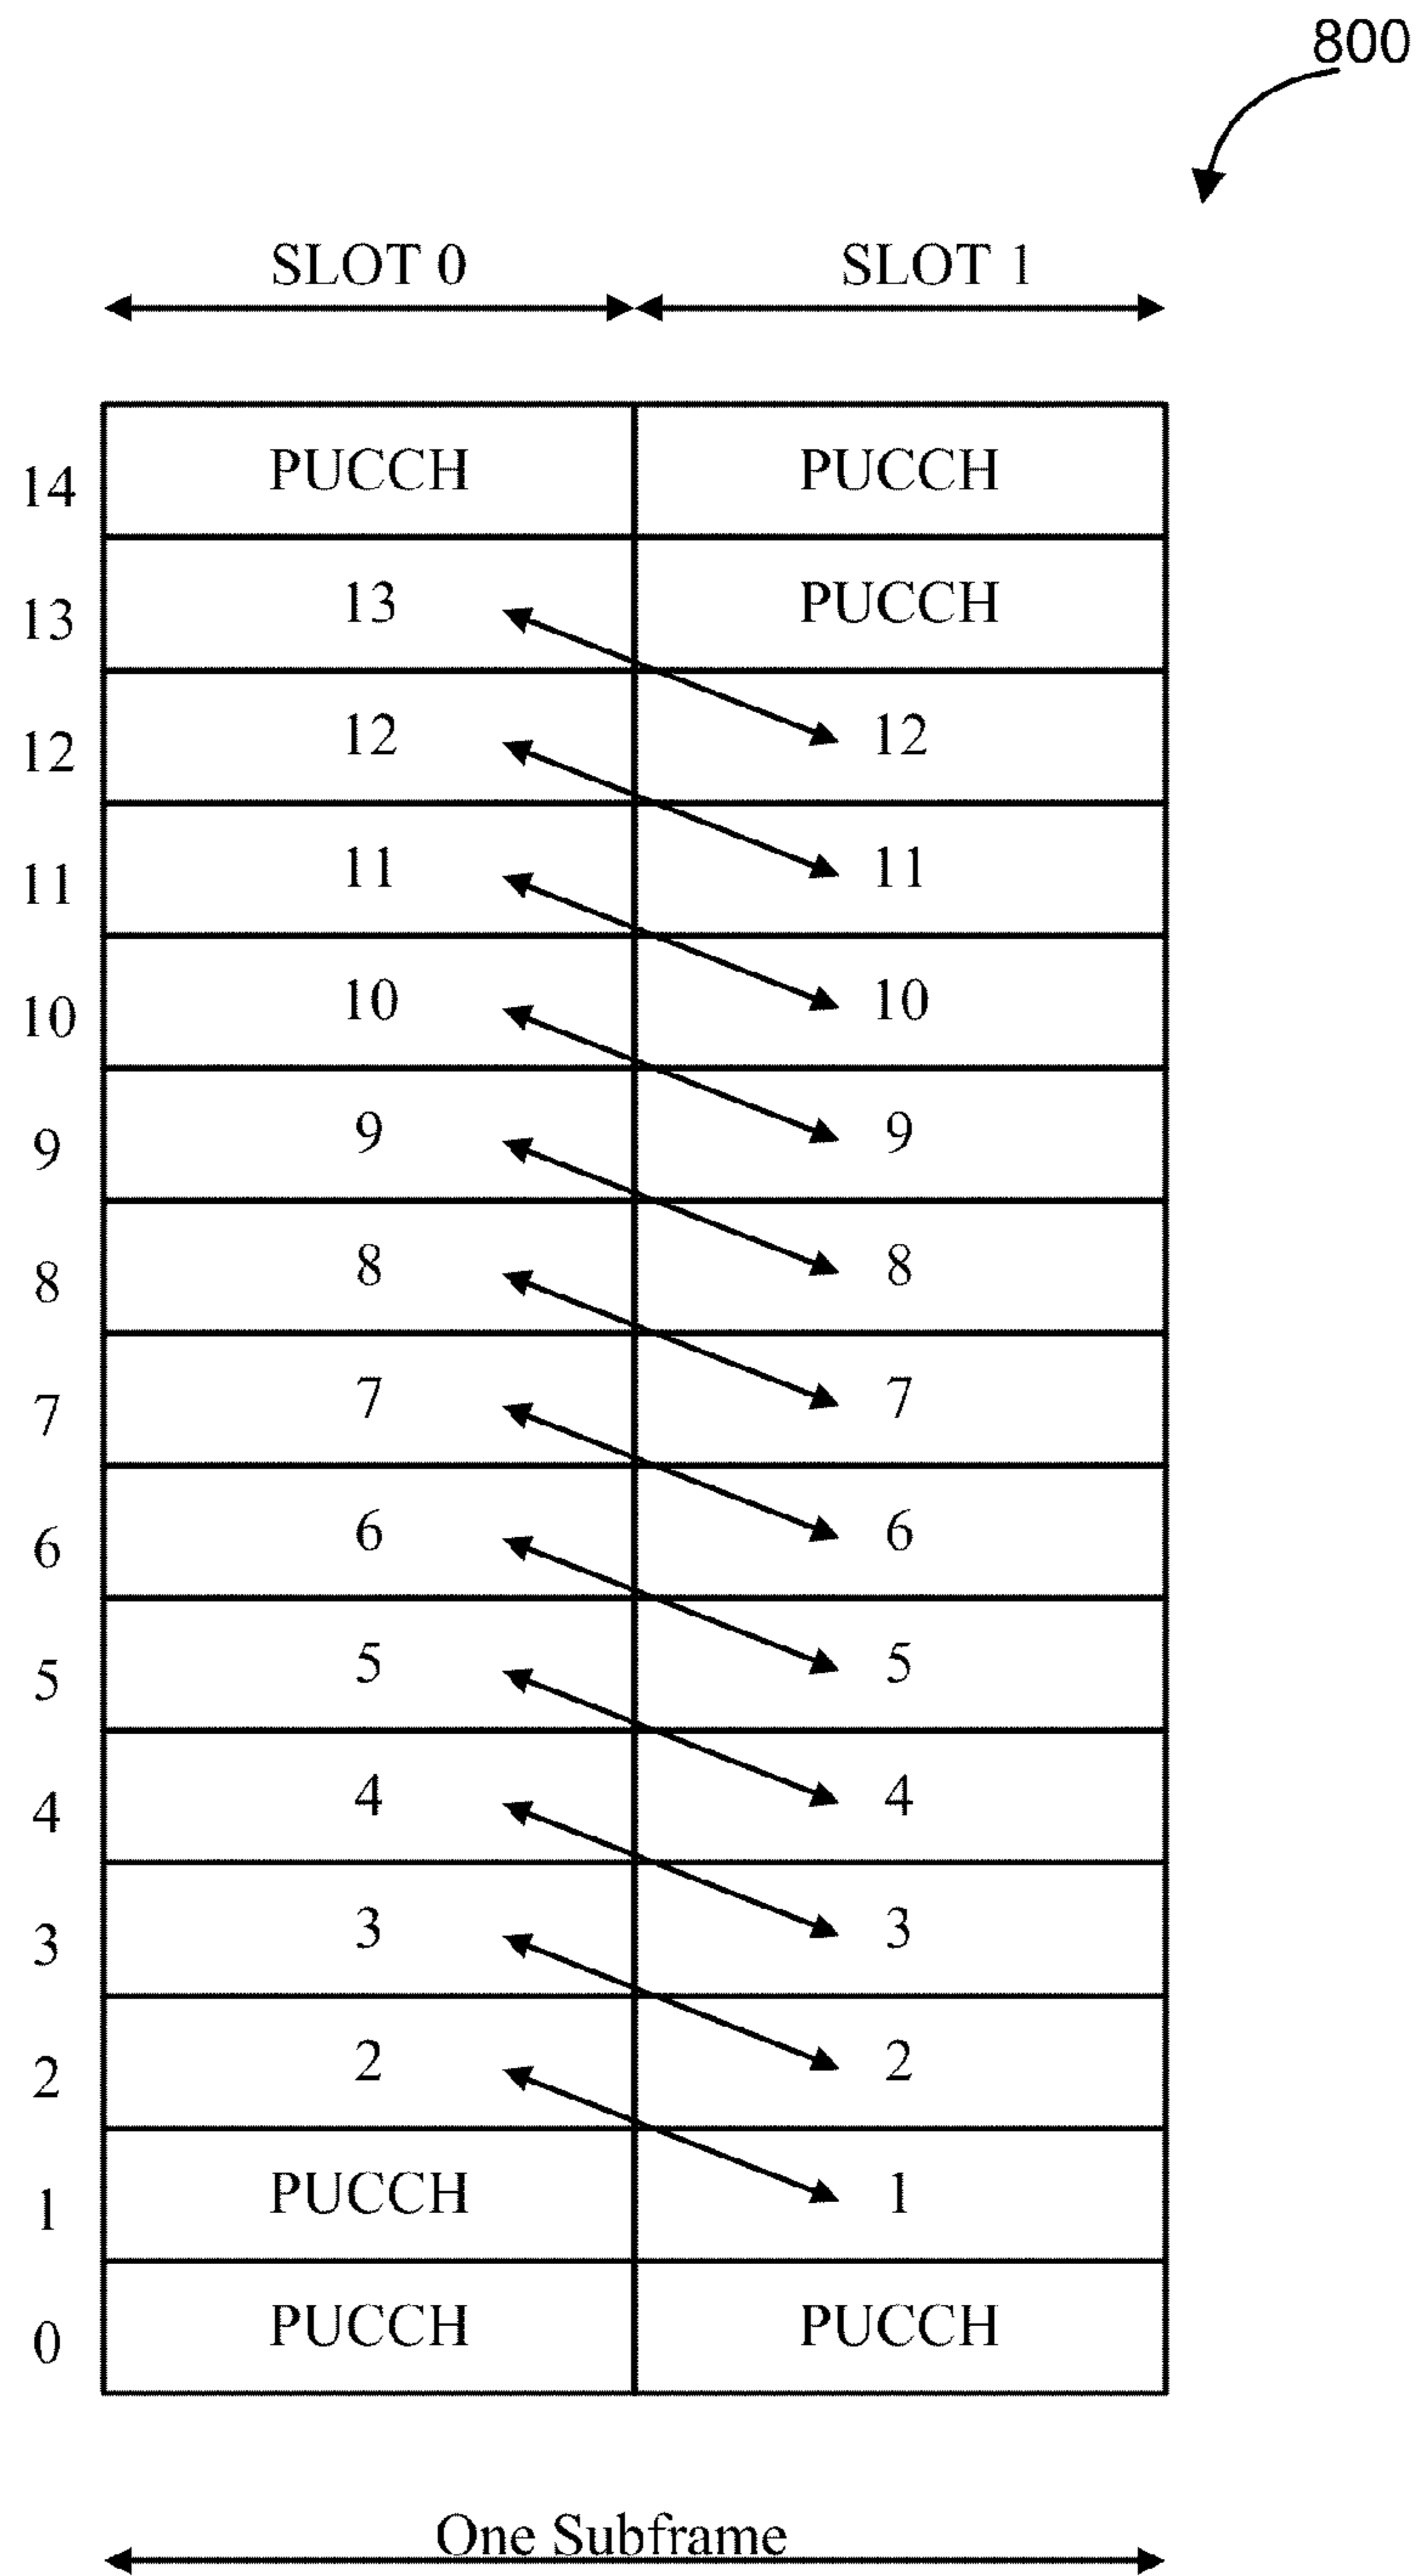 800
SLOT 0 SLOT 1
14 PUCCH PUCCH
13 13 PUCCH
12 12 12
11 11 11
10 10 10
9 9 9
8 8 8
7 7 7
6 6 6
5 5 5
4 4 4
3 3 3
2 2 2
1 PUCCH 1
0 PUCCH PUCCH
One Subframe